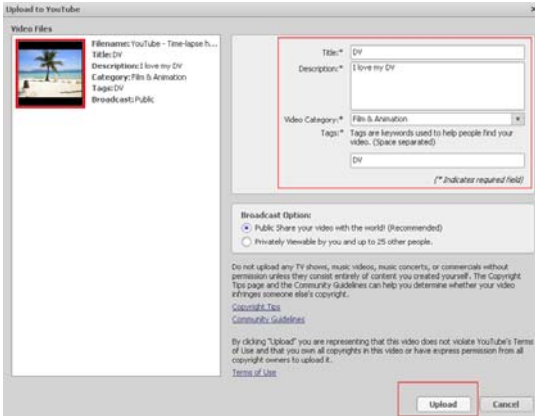 Upload to YouTube
Video Files
Filename: YouTube - Time-lapse h...
Title: DV
Description: I love my DV
Category: Film & Animation
Tags: DV
Broadcast: Public
Title:* DV
Description:* I love my DV
Video Category:* Film & Animation
Tags:* Tags are keywords used to help people find your
video. (Space separated)
DV
(* Indicates required field)
Broadcast Option:
Public Share your video with the world! (Recommended)
Privately Viewable by you and up to 25 other people.
Do not upload any TV shows, music videos, music concerts, or commercials without
permission unless they consist entirely of content you created yourself. The Copyright
Tips page and the Community Guidelines can help you determine whether your video
infringes someone else's copyright.
Copyright Tips
Community Guidelines
By clicking "Upload" you are representing that this video does not violate YouTube's Terms
of Use and that you own all copyrights in this video or have express permission from all
copyright owners to upload it.
Terms of Use
Upload Cancel